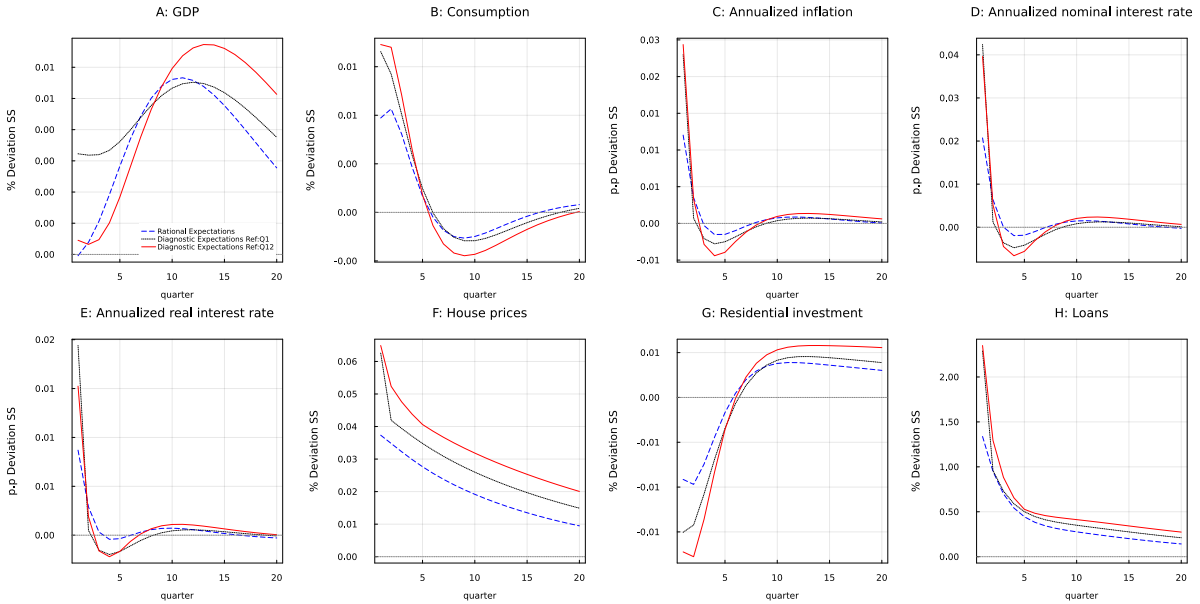 A: GDP
% Deviation SS
0.01
0.01
0.00
0.00
0.00
0.00
0.00
Rational Expectations
Diagnostic Expectations Ref:Q1
Diagnostic Expectations Ref:Q12
5
10
15
20
quarter
B: Consumption
% Deviation SS
0.01
0.01
0.00
0.00
-0.00
5
10
15
20
quarter
C: Annualized inflation
p.p Deviation SS
0.03
0.02
0.01
0.01
0.00
-0.01
5
10
15
20
quarter
D: Annualized nominal interest rate
p.p Deviation SS
0.04
0.03
0.02
0.01
0.00
5
10
15
20
quarter
E: Annualized real interest rate
p.p Deviation SS
0.02
0.01
0.01
0.01
0.00
5
10
15
20
quarter
F: House prices
% Deviation SS
0.06
0.05
0.04
0.03
0.02
0.01
0.00
5
10
15
20
quarter
G: Residential investment
% Deviation SS
0.01
0.00
-0.01
-0.01
-0.01
5
10
15
20
quarter
H: Loans
% Deviation SS
2.00
1.50
1.00
0.50
0.00
5
10
15
20
quarter